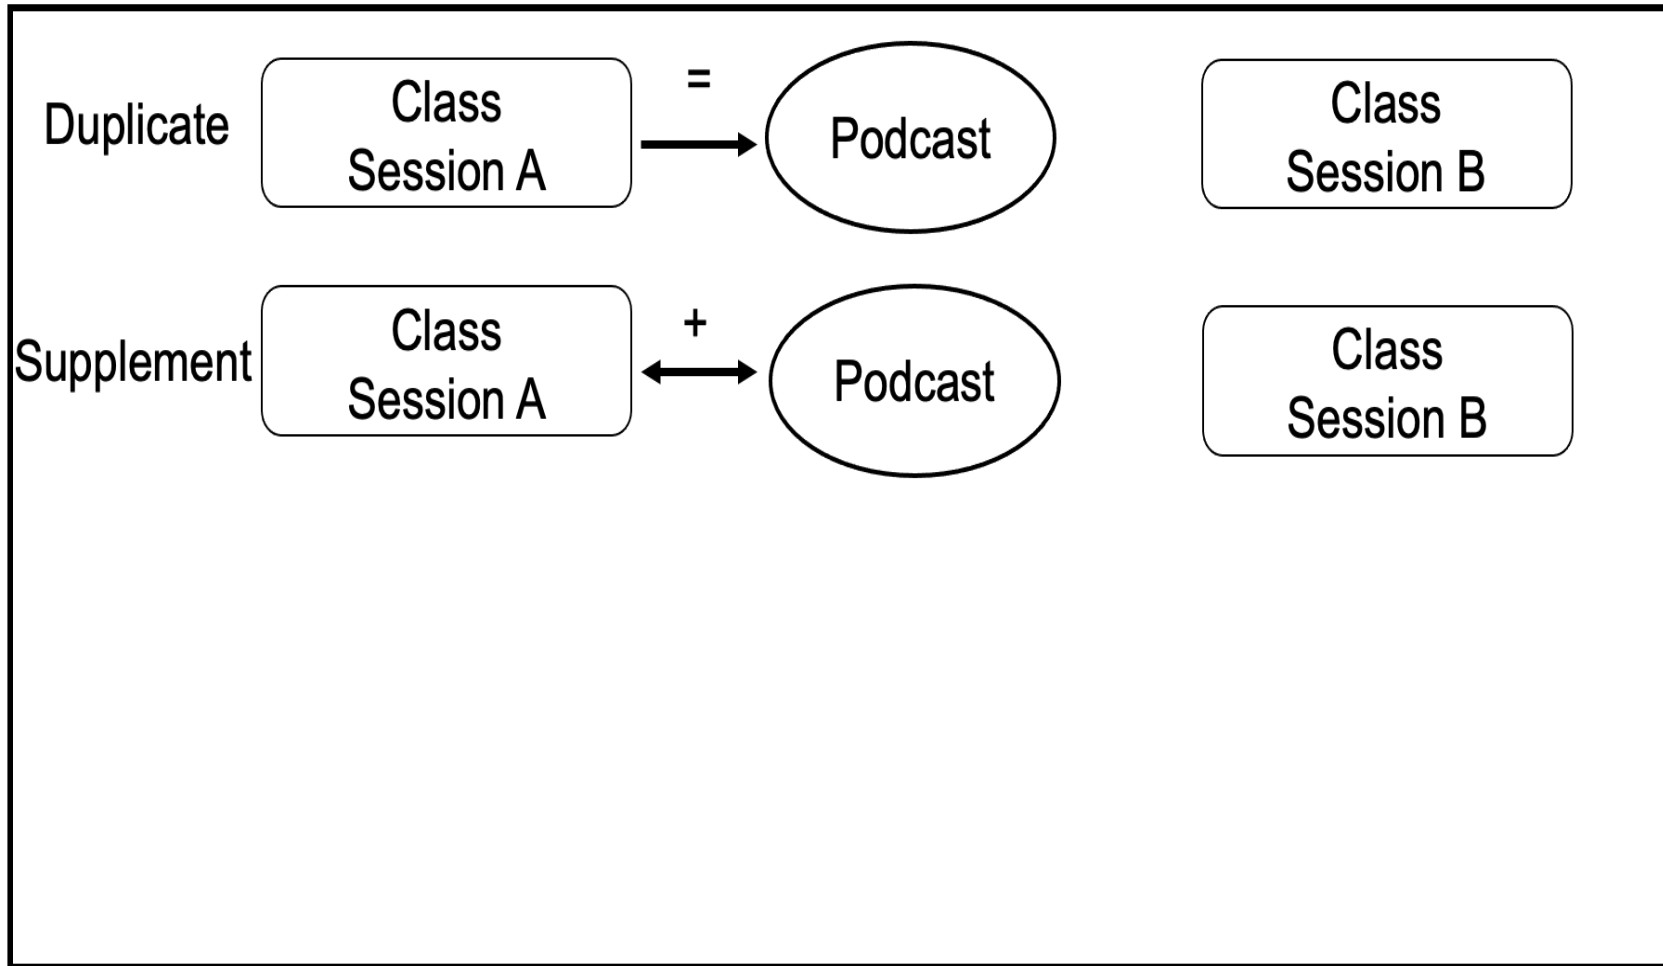 Duplicate
Class
Session A
=
Podcast
Class
Session B
Supplement
Class
Session A
+
Podcast
Class
Session B